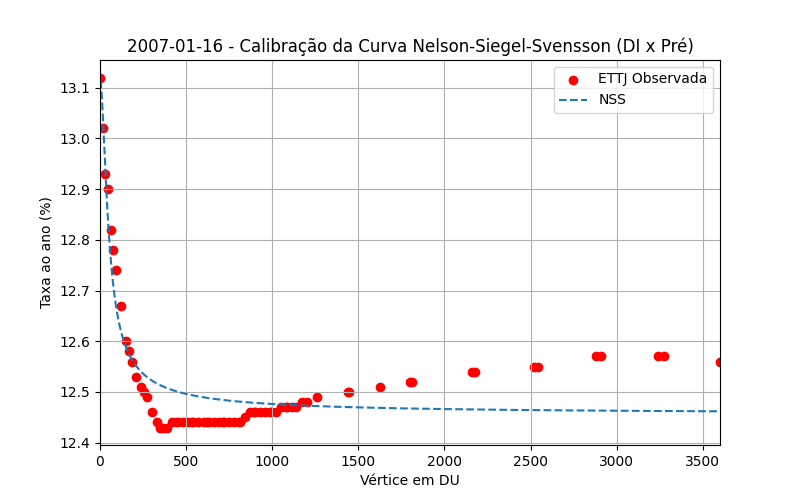 2007-01-16 - Calibração da Curva Nelson-Siegel-Svensson (DI x Pré)
ETTJ Observada
NSS
Taxa ao ano (%)
13.1
13.0
12.9
12.8
12.7
12.6
12.5
12.4
0 500 1000 1500 2000 2500 3000 3500
Vértice em DU